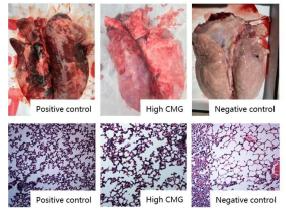 Positive control
High CMG
Negative control
Positive control
High CMG
Negative control